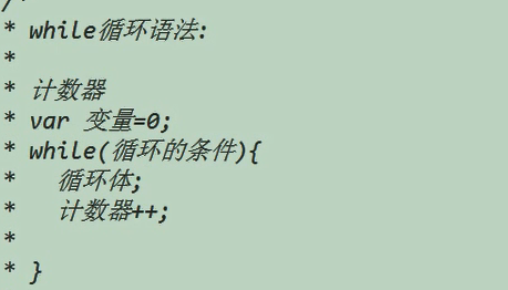 /*
* while循环语法:
*
* 计数器
* var 变量=0;
* while(循环的条件){
*   循环体;
*   计数器++;
*
* }